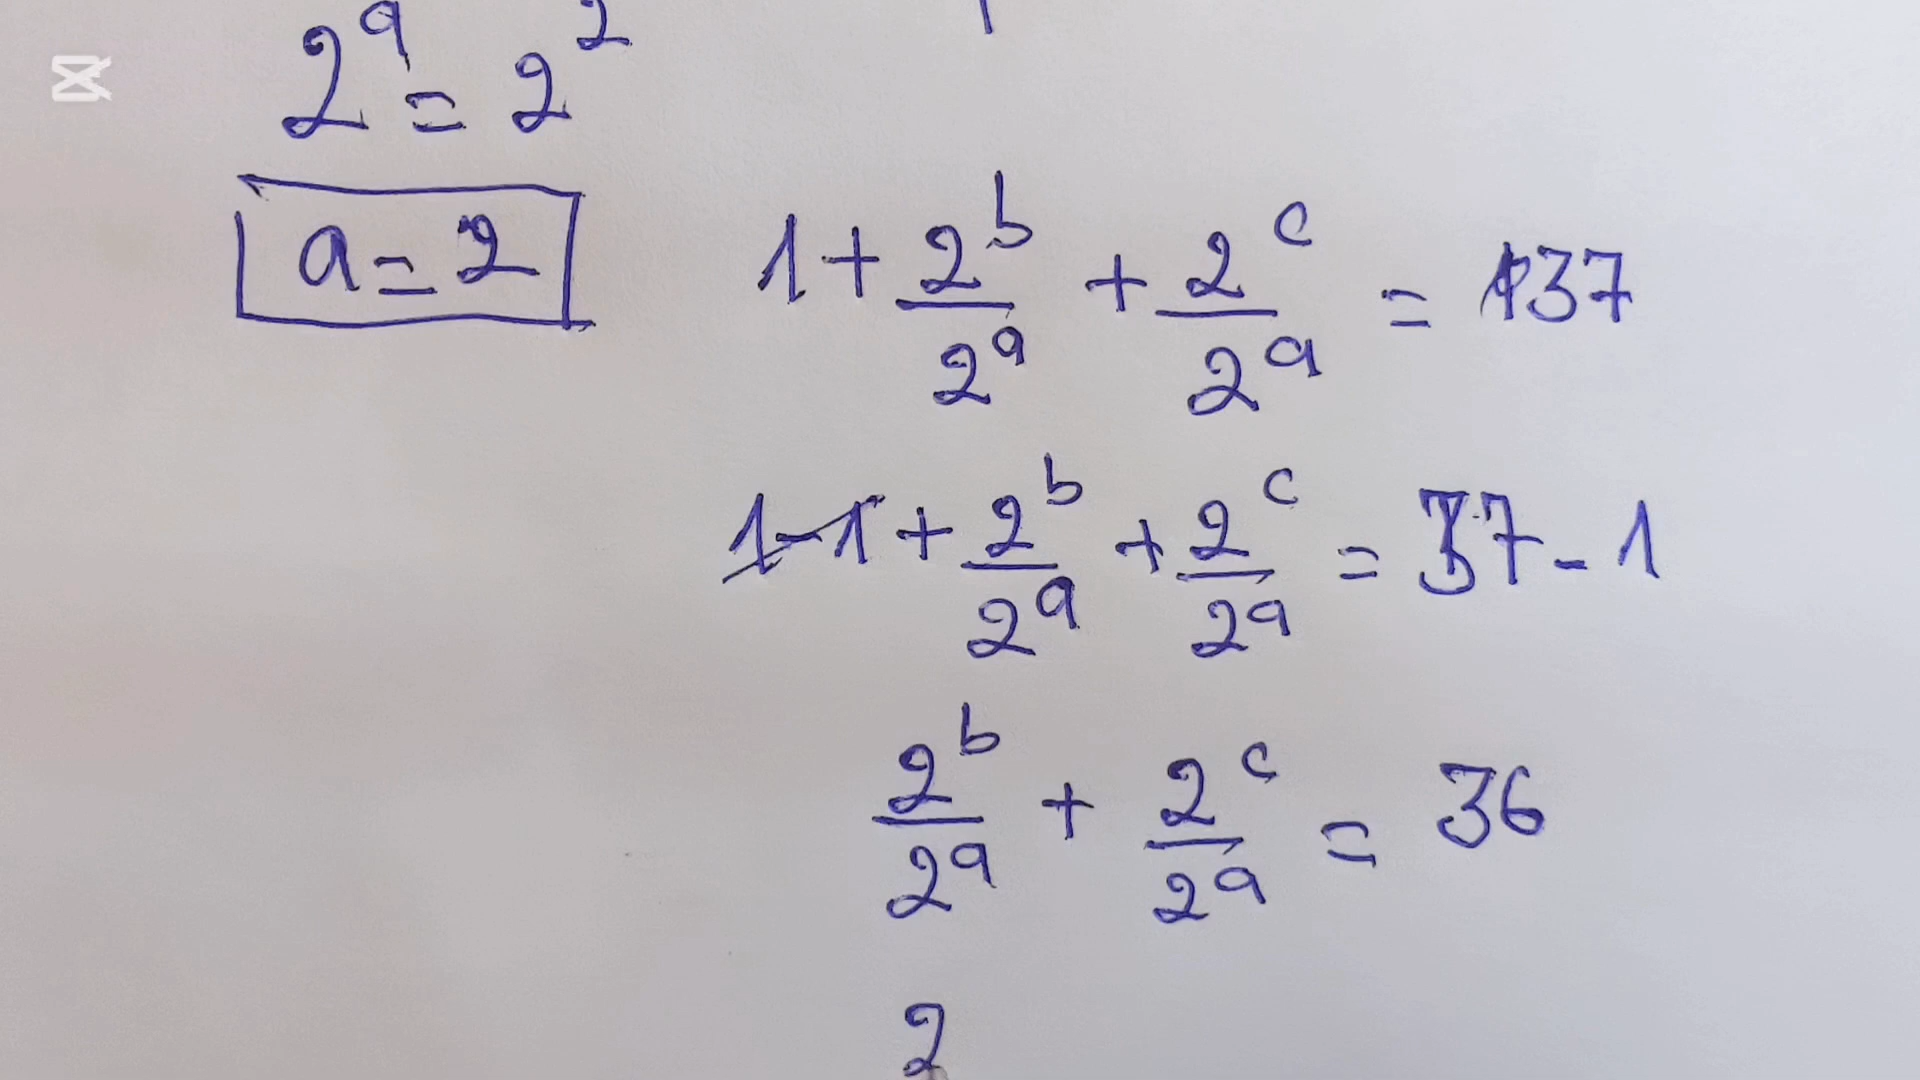 2^a = 2^2
a = 2
1 + 2^b/2^a + 2^c/2^a = 37
1 - 1 + 2^b/2^a + 2^c/2^a = 37 - 1
2^b/2^a + 2^c/2^a = 36
2